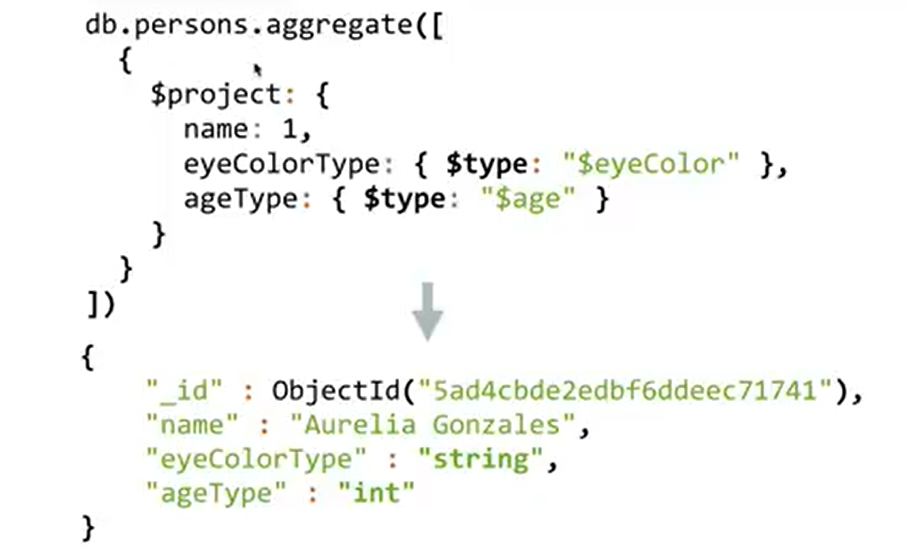 db.persons.aggregate([
{
$project: {
name: 1,
eyeColorType: { $type: "$eyeColor" },
ageType: { $type: "$age" }
}
}
])
{
"_id" : ObjectId("5ad4cbde2edbf6ddeec71741"),
"name" : "Aurelia Gonzales",
"eyeColorType" : "string",
"ageType" : "int"
}